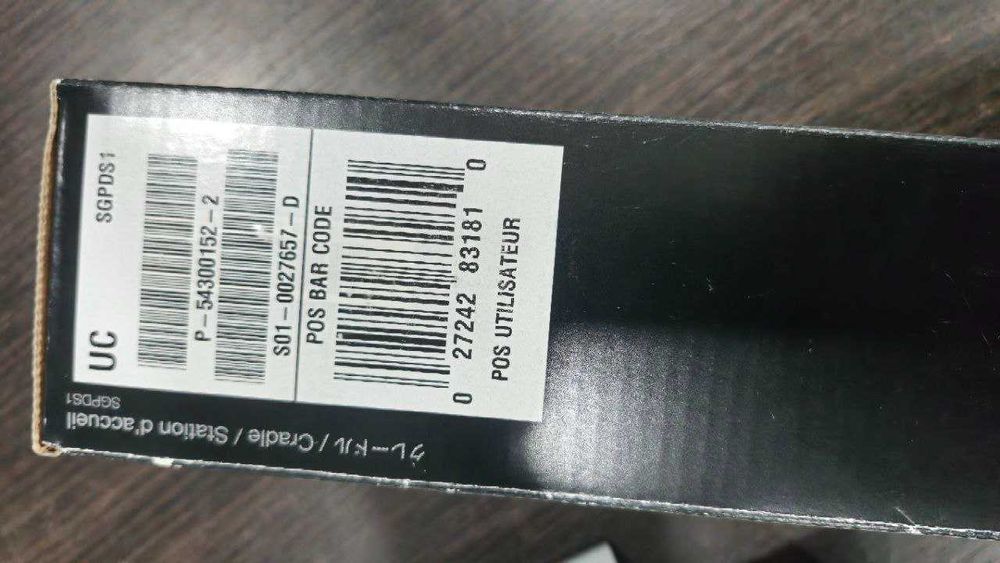 UC SGPDS1
P-54300152-2
S01-0027657-D
POS BAR CODE
0 27242 83181 0
POS UTILISATEUR
クレードル / Cradle / Station d'accueil
SGPDS1